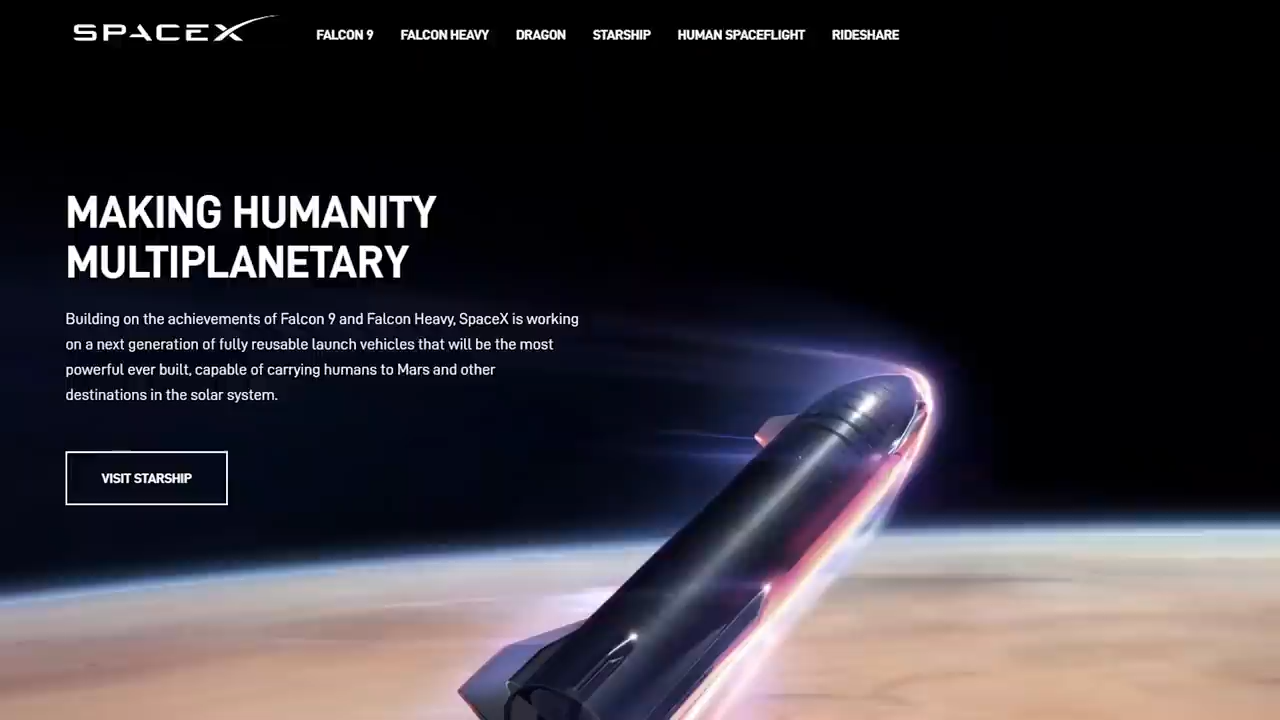 SPACEX FALCON 9 FALCON HEAVY DRAGON STARSHIP HUMAN SPACEFLIGHT RIDESHARE
MAKING HUMANITY
MULTIPLANETARY
Building on the achievements of Falcon 9 and Falcon Heavy, SpaceX is working
on a next generation of fully reusable launch vehicles that will be the most
powerful ever built, capable of carrying humans to Mars and other
destinations in the solar system.
VISIT STARSHIP